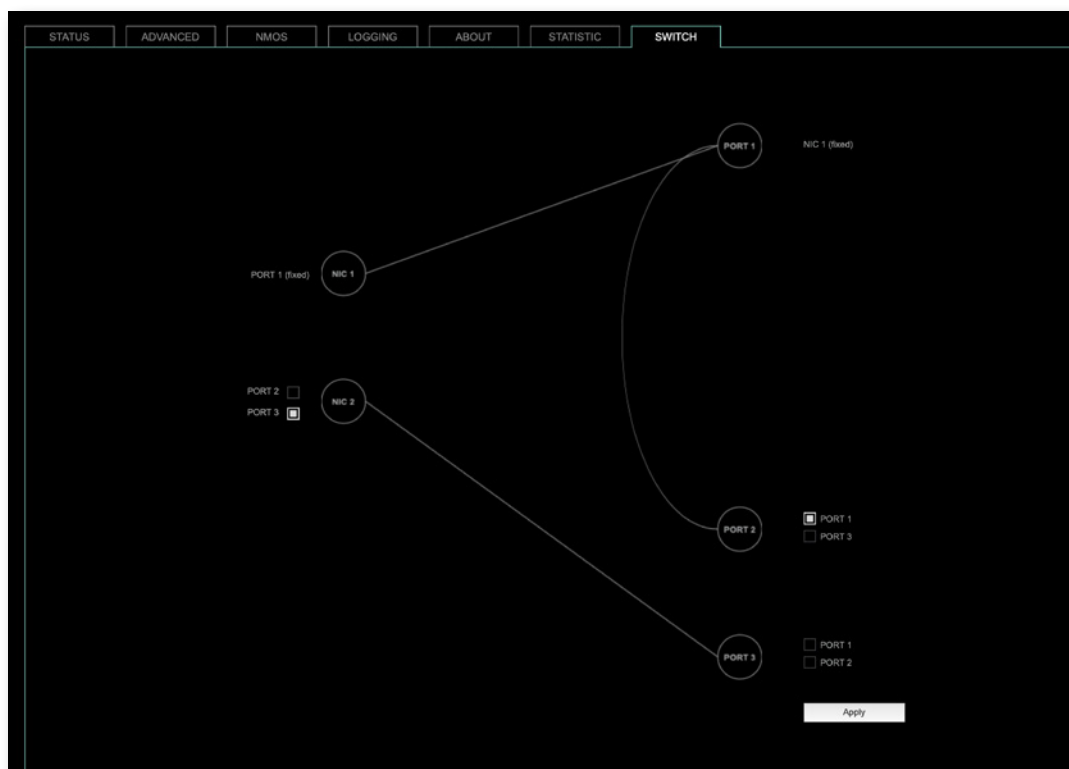 STATUS ADVANCED NMOS LOGGING ABOUT STATISTIC SWITCH
PORT 1 NIC 1 (fixed)
PORT 1 (fixed) NIC 1
PORT 2
NIC 2
PORT 3
PORT 2 PORT 1
PORT 3
PORT 3 PORT 1
PORT 2
Apply